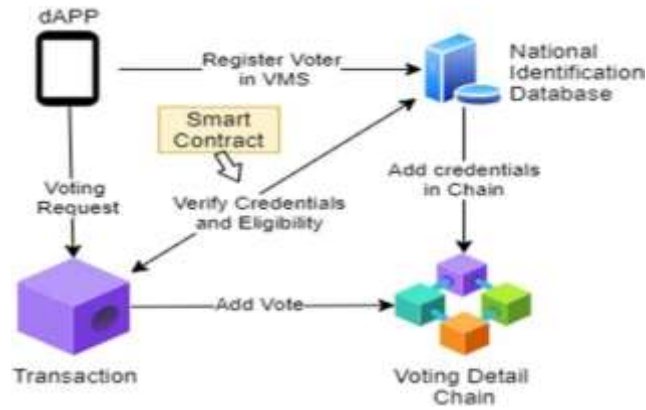 dAPP
Register Voter
in VMS
National
Identification
Database
Smart
Contract
Voting
Request
Verify Credentials
and Eligibility
Add credentials
in Chain
Add Vote
Transaction
Voting Detail
Chain